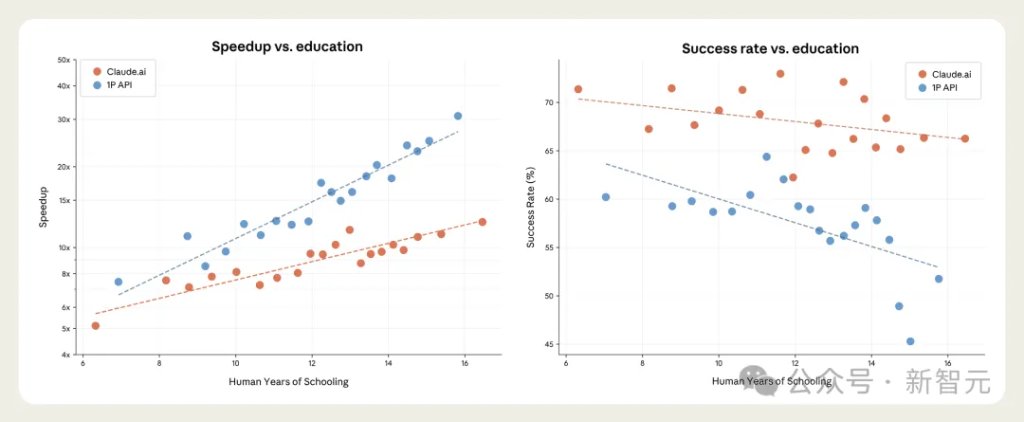 Speedup vs. education
50x
40x
30x
20x
15x
10x
8x
6x
5x
4x
Speedup
Claude.ai
1P API
6 8 10 12 14 16
Human Years of Schooling
Success rate vs. education
70
65
60
55
50
45
Success Rate (%)
Claude.ai
1P API
6 8 10 12 14 16
Human Years of Schooling
公众号 · 新智元